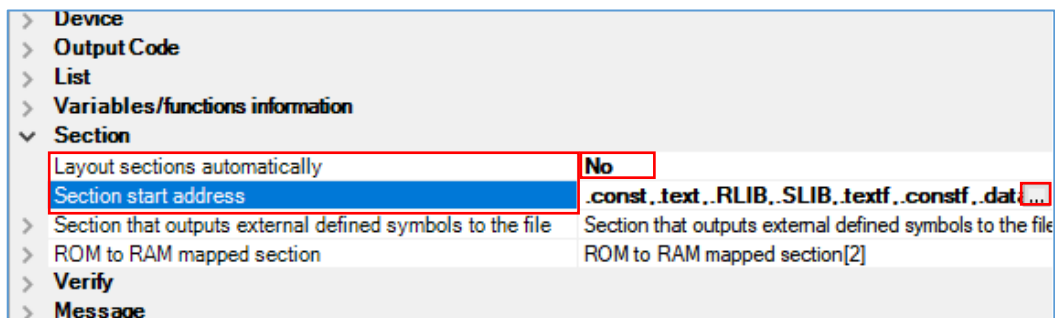 Device
Output Code
List
Variables/functions information
Section
Layout sections automatically No
Section start address .const,.text,.RLIB,.SLIB,.textf,.constf,.data...
Section that outputs external defined symbols to the file Section that outputs external defined symbols to the file
ROM to RAM mapped section ROM to RAM mapped section[2]
Verify
Message